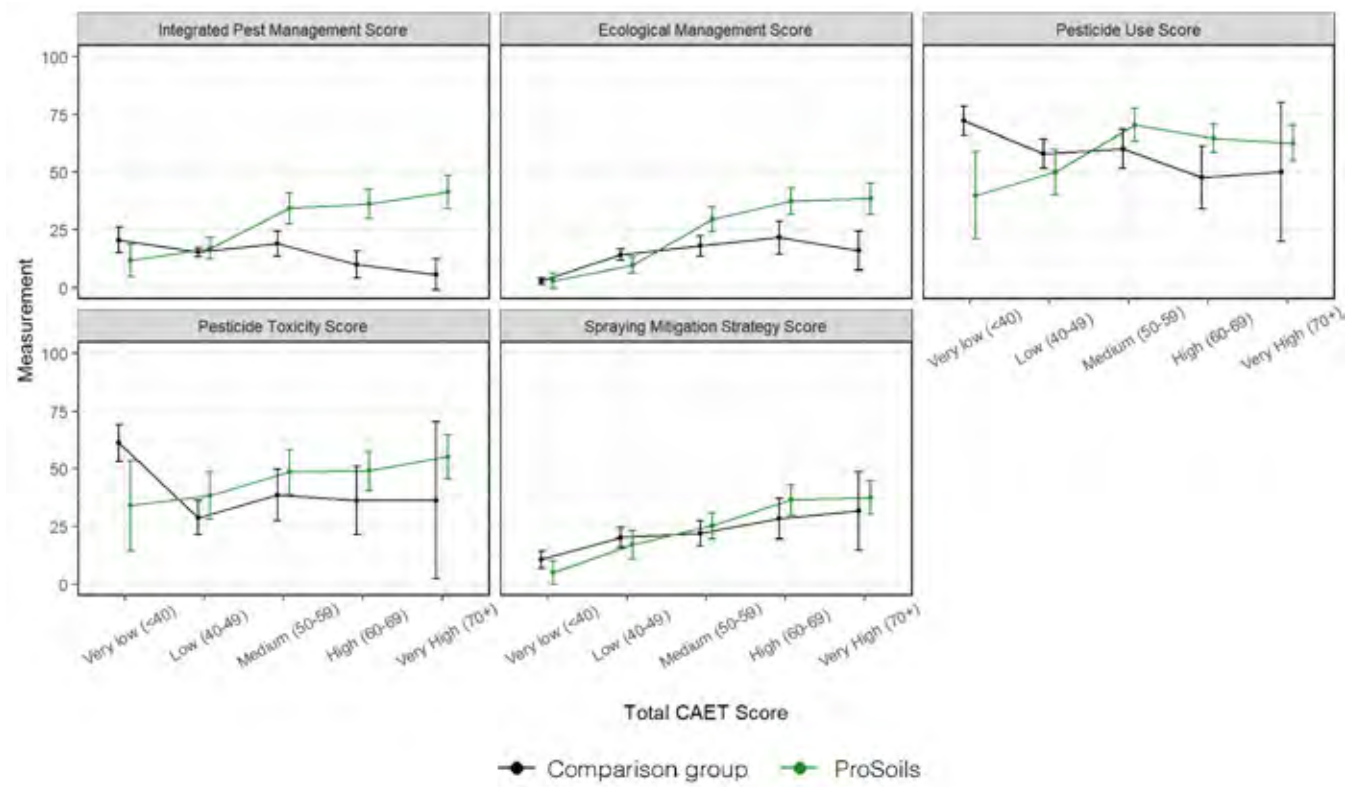 Integrated Pest Management Score
Ecological Management Score
Pesticide Use Score
100
75
50
25
0
Measurement
Very low (<40)
Low (40-49)
Medium (50-59)
High (60-69)
Very High (70+)
Pesticide Toxicity Score
Spraying Mitigation Strategy Score
100
75
50
25
0
Very low (<40)
Low (40-49)
Medium (50-59)
High (60-69)
Very High (70+)
Very low (<40)
Low (40-49)
Medium (50-59)
High (60-69)
Very High (70+)
Total CAET Score
Comparison group ProSoils